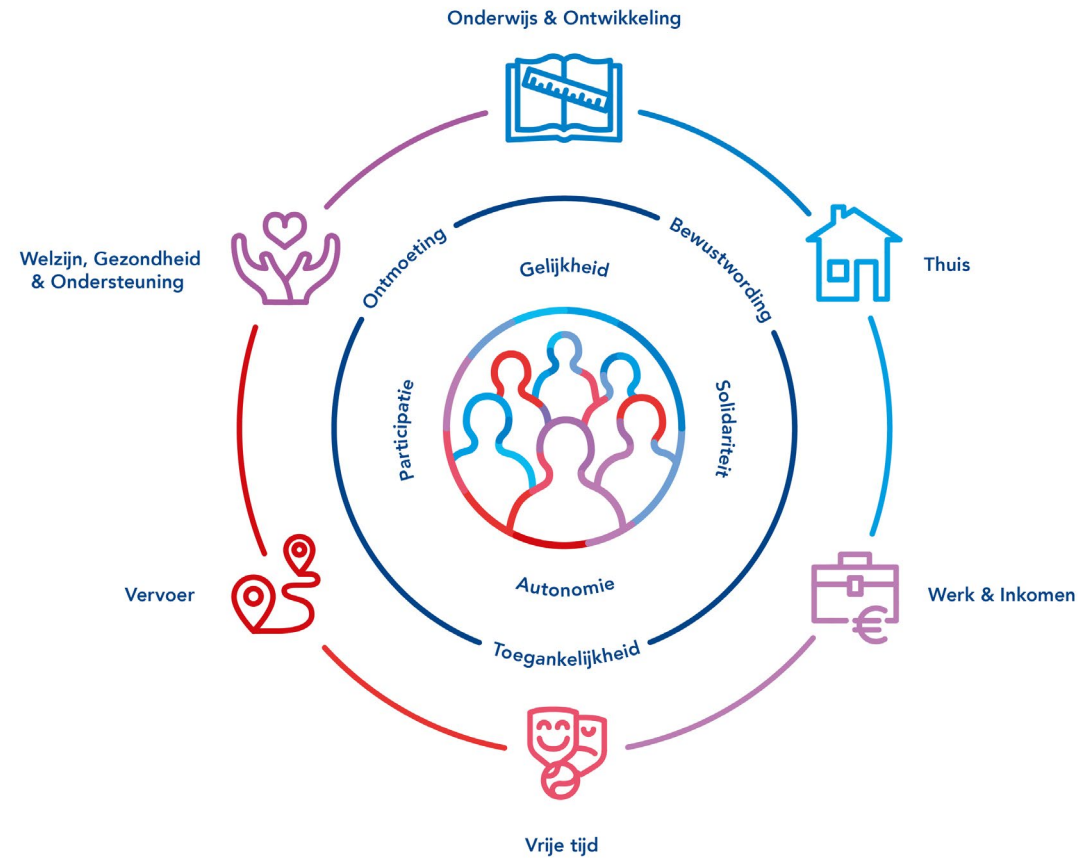 Onderwijs & Ontwikkeling
Welzijn, Gezondheid
& Ondersteuning
Thuis
Ontmoeting
Bewustwording
Gelijkheid
Participatie
Solidariteit
Autonomie
Toegankelijkheid
Vervoer
Werk & Inkomen
Vrije tijd